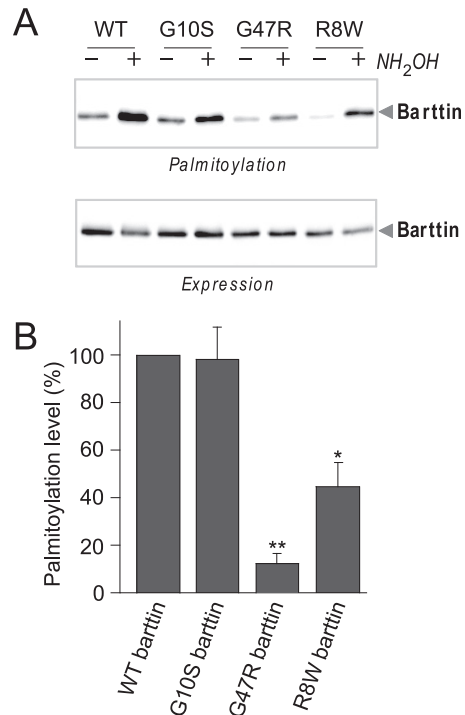 A
WT G10S G47R R8W
− + − + − + − + NH2OH
Barttin
Palmitoylation
Barttin
Expression
B
Palmitoylation level (%)
100
80
60
40
20
0
**
*
WT barttin
G10S barttin
G47R barttin
R8W barttin